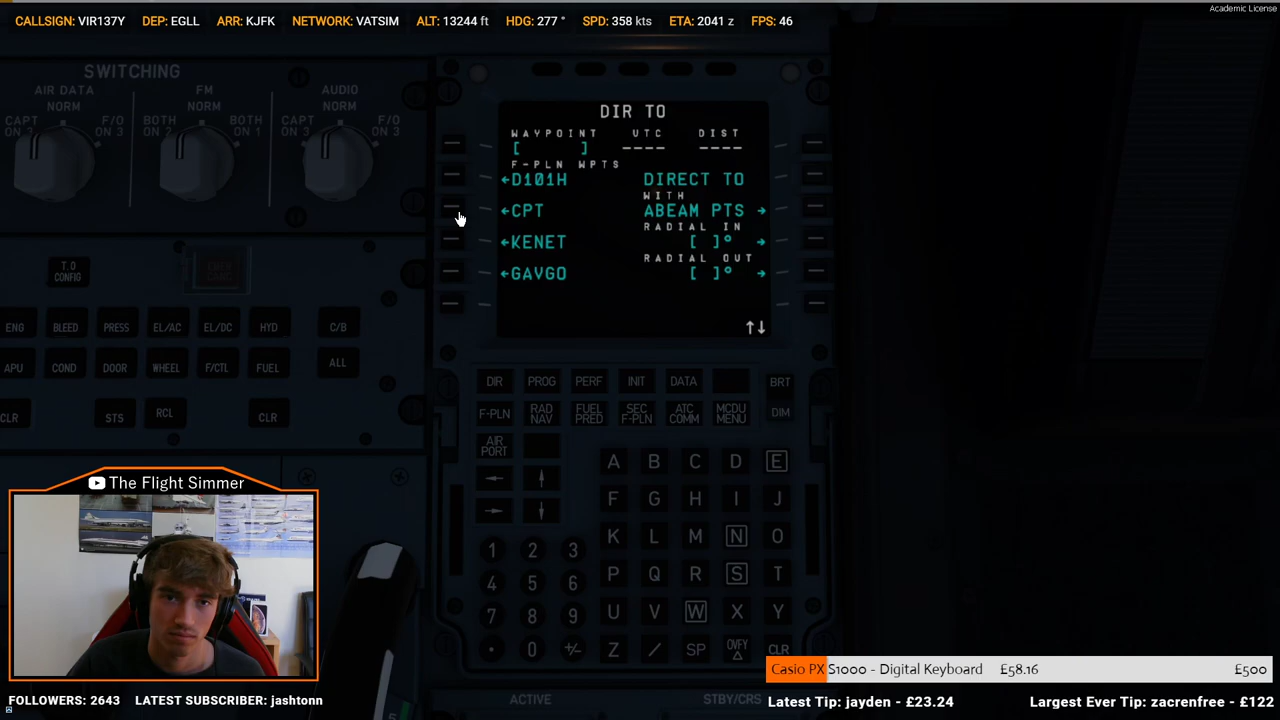 Academic License
CALLSIGN: VIR137Y DEP: EGLL ARR: KJFK NETWORK: VATSIM ALT: 13244 ft HDG: 277 ° SPD: 358 kts ETA: 2041 z FPS: 46
SWITCHING
AIR DATA FM AUDIO
NORM NORM NORM
CAPT F/O BOTH BOTH CAPT F/O
ON 3 ON 3 ON 2 ON 1 ON 3 ON 3
DIR TO
WAYPOINT UTC DIST
[ ] ---- ----
F-PLN WPTS
←D101H DIRECT TO
WITH
←CPT ABEAM PTS →
RADIAL IN
←KENET [ ]° →
RADIAL OUT
←GAVGO [ ]° →
↑↓
T.O
CONFIG
ENG BLEED PRESS EL/AC EL/DC HYD C/B
APU COND DOOR WHEEL F/CTL FUEL ALL
CLR STS RCL CLR
DIR PROG PERF INIT DATA BRT
F-PLN RAD NAV FUEL PRED SEC F-PLN ATC COMM MCDU MENU DIM
AIR PORT
← ↑
→ ↓
A B C D E
F G H I J
K L M N O
P Q R S T
U V W X Y
Z / SP OVFY △ CLR
1 2 3
4 5 6
7 8 9
. 0 +/-
ACTIVE STBY/CRS
The Flight Simmer
Casio PX S1000 - Digital Keyboard £58.16 £500
FOLLOWERS: 2643 LATEST SUBSCRIBER: jashtonn
Latest Tip: jayden - £23.24 Largest Ever Tip: zacrenfree - £122